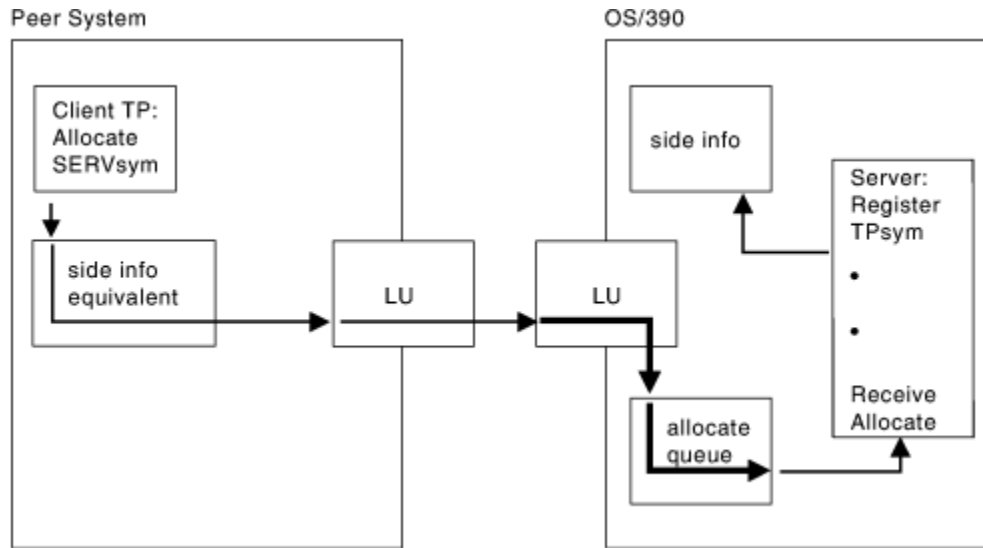 Peer System
OS/390
Client TP:
Allocate
SERVsym
side info
equivalent
LU
LU
side info
Server:
Register
TPsym
•
•
Receive
Allocate
allocate
queue